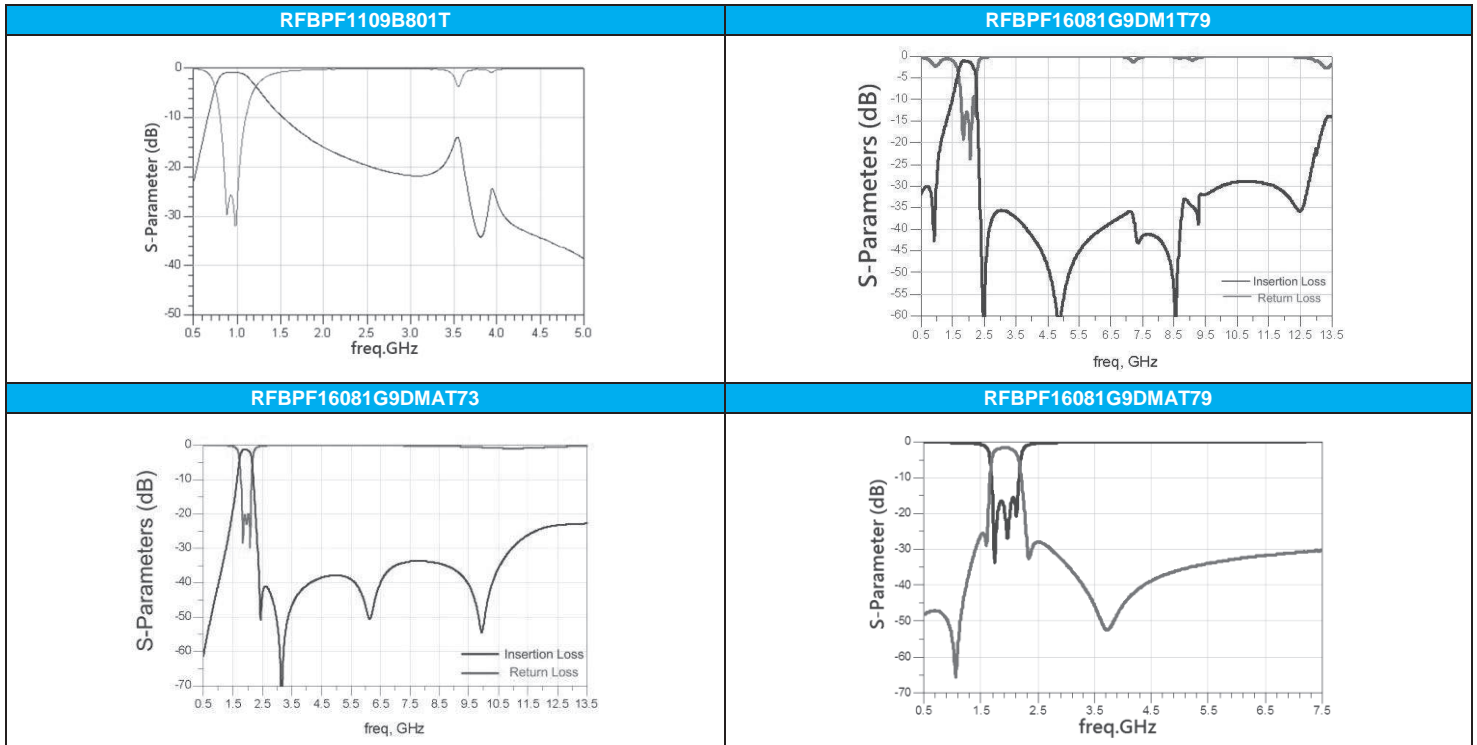 RFBPF1109B801T
RFBPF16081G9DM1T79
S-Parameter (dB)
0
-10
-20
-30
-40
-50
0.5 1.0 1.5 2.0 2.5 3.0 3.5 4.0 4.5 5.0
freq.GHz
S-Parameters (dB)
0
-5
-10
-15
-20
-25
-30
-35
-40
-45
-50
-55
-60
Insertion Loss
Return Loss
0.5 1.5 2.5 3.5 4.5 5.5 6.5 7.5 8.5 9.5 10.5 11.5 12.5 13.5
freq, GHz
RFBPF16081G9DMAT73
RFBPF16081G9DMAT79
S-Parameters (dB)
0
-10
-20
-30
-40
-50
-60
-70
Insertion Loss
Return Loss
0.5 1.5 2.5 3.5 4.5 5.5 6.5 7.5 8.5 9.5 10.5 11.5 12.5 13.5
freq, GHz
S-Parameter (dB)
0
-10
-20
-30
-40
-50
-60
-70
0.5 1.5 2.5 3.5 4.5 5.5 6.5 7.5
freq.GHz